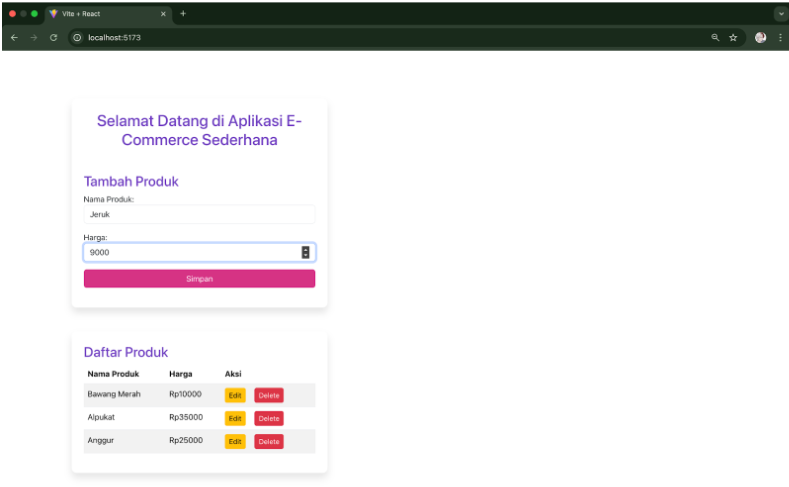 Vite + React
localhost:5173
Selamat Datang di Aplikasi E-
Commerce Sederhana
Tambah Produk
Nama Produk:
Jeruk
Harga:
9000
Simpan
Daftar Produk
Nama Produk Harga Aksi
Bawang Merah Rp10000 Edit Delete
Alpukat Rp35000 Edit Delete
Anggur Rp25000 Edit Delete